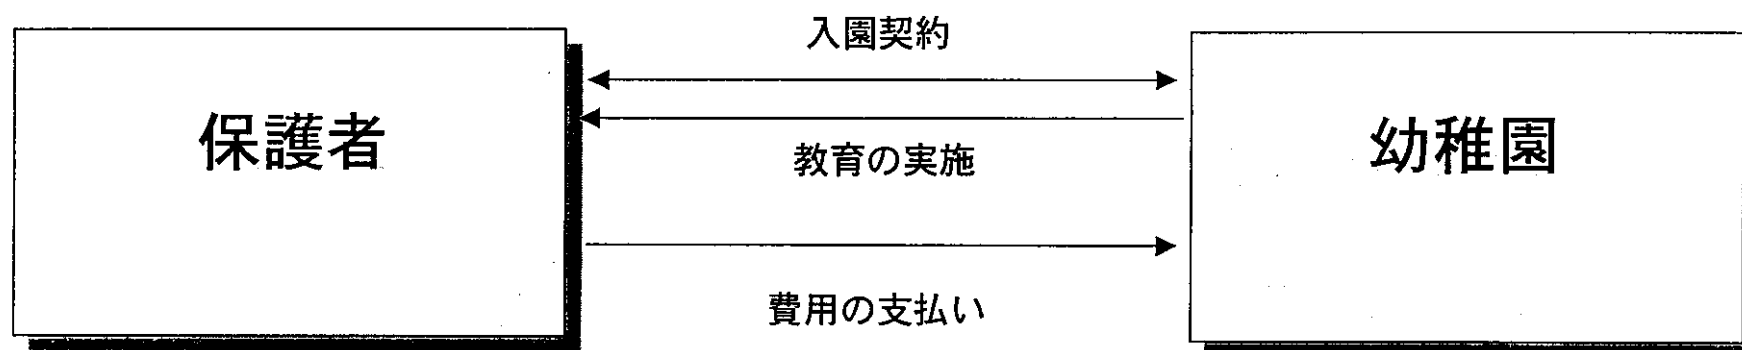 入園契約
保護者
幼稚園
教育の実施
費用の支払い